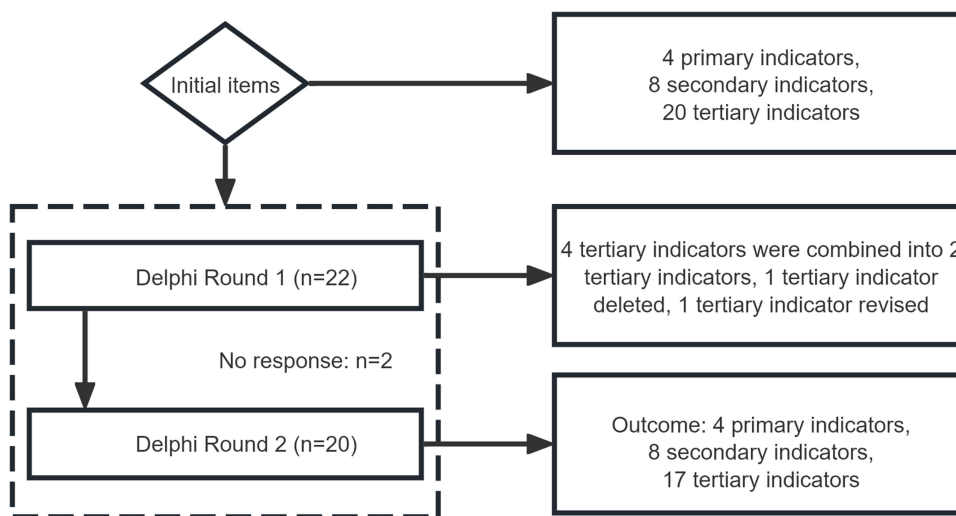 Initial items
4 primary indicators,
8 secondary indicators,
20 tertiary indicators
Delphi Round 1 (n=22)
4 tertiary indicators were combined into 2
tertiary indicators, 1 tertiary indicator
deleted, 1 tertiary indicator revised
No response: n=2
Delphi Round 2 (n=20)
Outcome: 4 primary indicators,
8 secondary indicators,
17 tertiary indicators